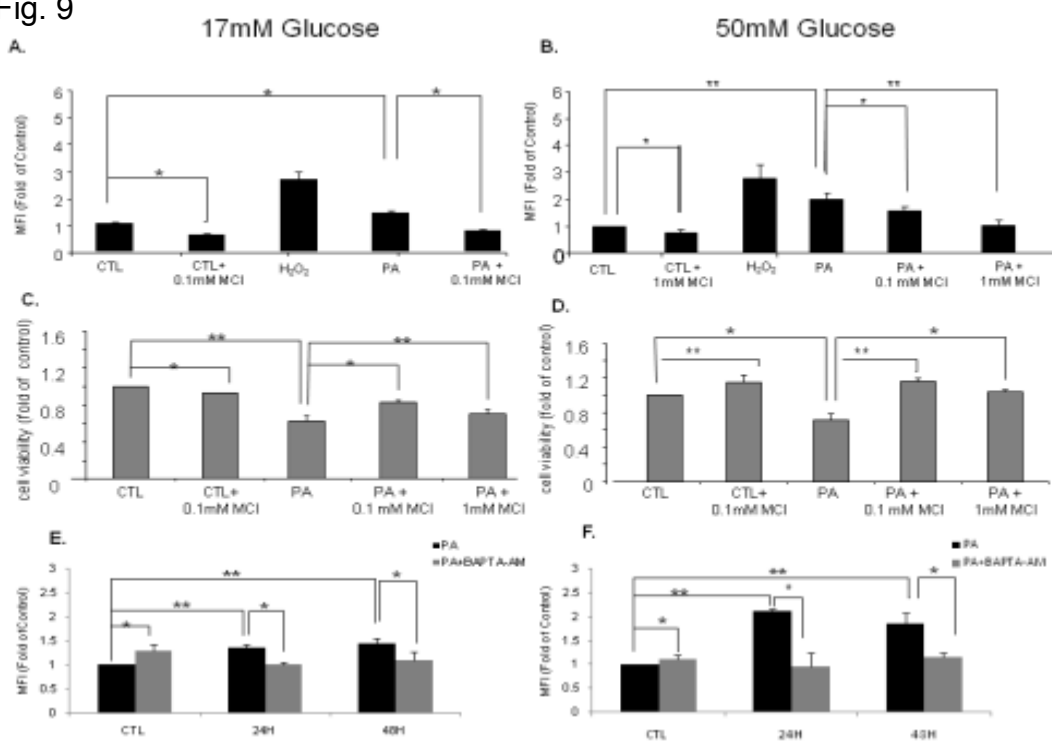 Fig. 9
17mM Glucose
50mM Glucose
A.
MFI (Fold of Control)
6
5
4
3
2
1
0
*
*
*
CTL
CTL+
0.1mM MCI
H₂O₂
PA
PA +
0.1mM MCI
B.
MFI (Fold of Control)
6
5
4
3
2
1
0
**
**
*
*
CTL
CTL +
1mM MCI
H₂O₂
PA
PA +
0.1 mM MCI
PA +
1mM MCI
C.
cell viability (fold of control)
1.6
1.2
0.8
0.4
0
**
**
*
*
CTL
CTL+
0.1mM MCI
PA
PA +
0.1 mM MCI
PA +
1mM MCI
D.
cell viability (fold of control)
1.6
1.2
0.8
0.4
0
*
*
**
**
CTL
CTL+
0.1mM MCI
PA
PA +
0.1 mM MCI
PA +
1mM MCI
E.
PA
PA+BAPTA-AM
MFI (Fold of Control)
3
2.5
2
1.5
1
0.5
0
**
*
**
*
*
CTL
24H
48H
F.
PA
PA+BAPTA-AM
MFI (Fold of Control)
3
2.5
2
1.5
1
0.5
0
**
*
**
*
*
CTL
24H
48H